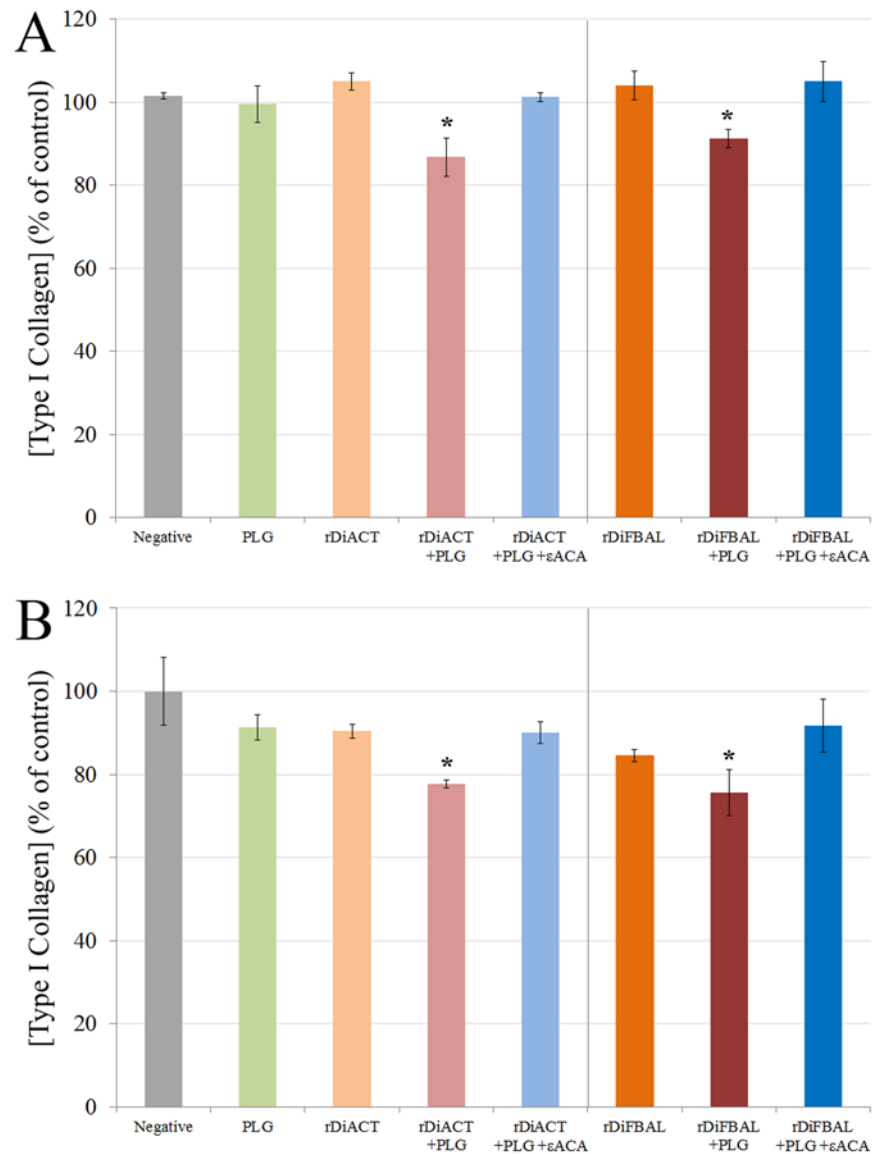 A
[Type I Collagen] (% of control)
120
100
80
60
40
20
0
*
*
Negative
PLG
rDiACT
rDiACT
+PLG
rDiACT
+PLG +εACA
rDiFBAL
rDiFBAL
+PLG
rDiFBAL
+PLG +εACA
B
[Type I Collagen] (% of control)
120
100
80
60
40
20
0
*
*
Negative
PLG
rDiACT
rDiACT
+PLG
rDiACT
+PLG +εACA
rDiFBAL
rDiFBAL
+PLG
rDiFBAL
+PLG +εACA